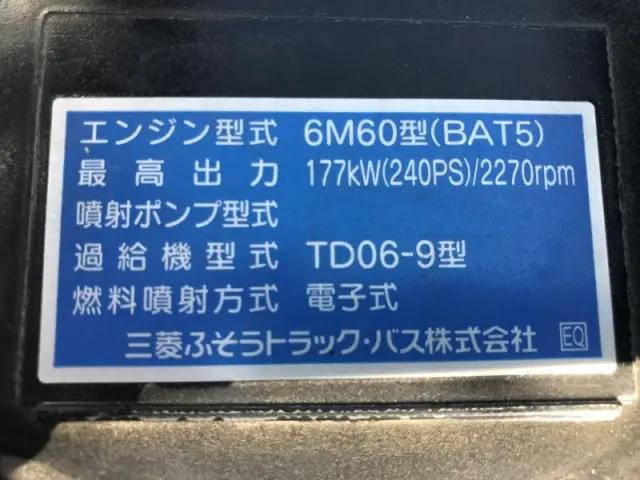 エンジン型式 6M60型(BAT5)
最高出力 177kW(240PS)/2270rpm
噴射ポンプ型式
過給機型式 TD06-9型
燃料噴射方式 電子式
三菱ふそうトラック・バス株式会社 EQ